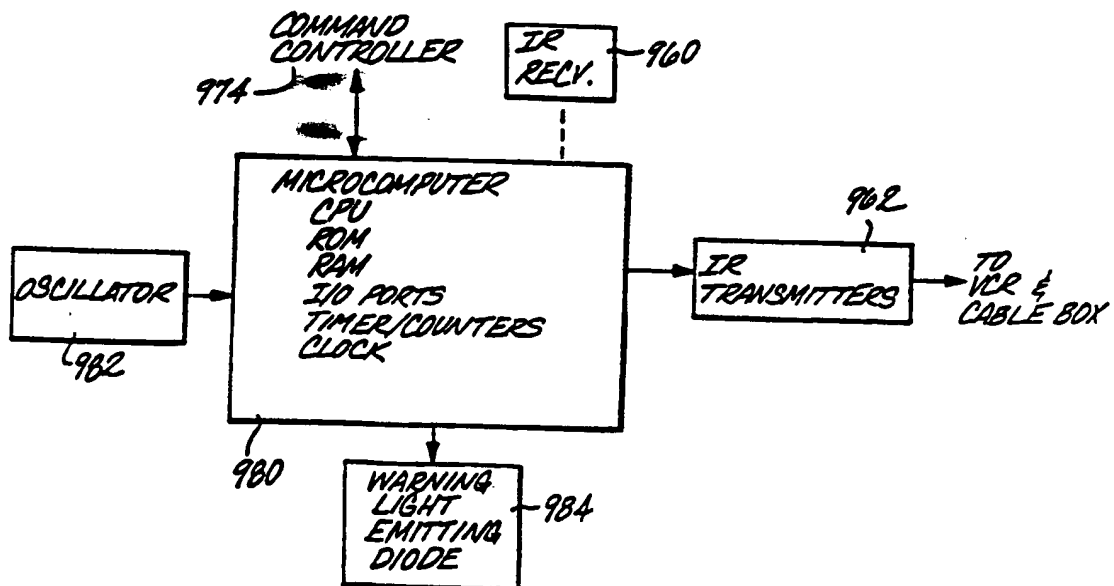 COMMAND
CONTROLLER
974
IR
RECV.
960
MICROCOMPUTER
CPU
ROM
RAM
I/O PORTS
TIMER/COUNTERS
CLOCK
980
OSCILLATOR
982
IR
TRANSMITTERS
962
TO
VCR &
CABLE BOX
WARNING
LIGHT
EMITTING
DIODE
984